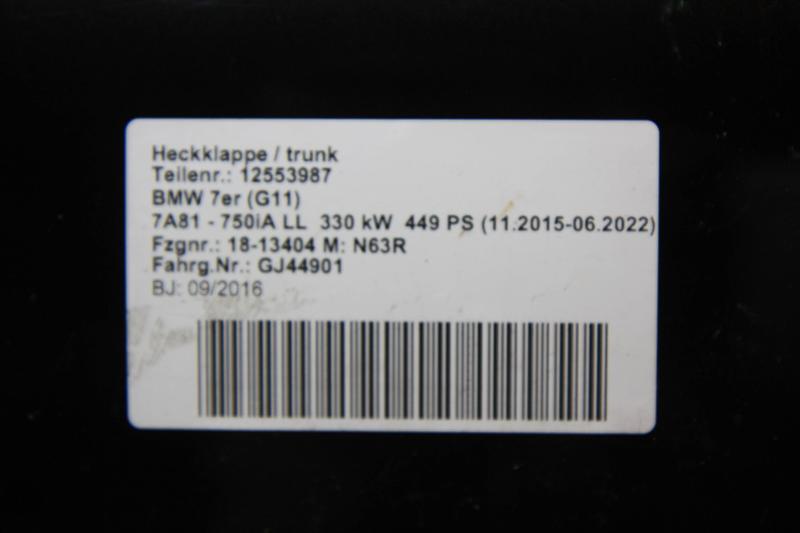 Heckklappe / trunk
Teilenr.: 12553987
BMW 7er (G11)
7A81 - 750iA LL 330 kW 449 PS (11.2015-06.2022)
Fzgnr.: 18-13404 M: N63R
Fahrg.Nr.: GJ44901
BJ: 09/2016